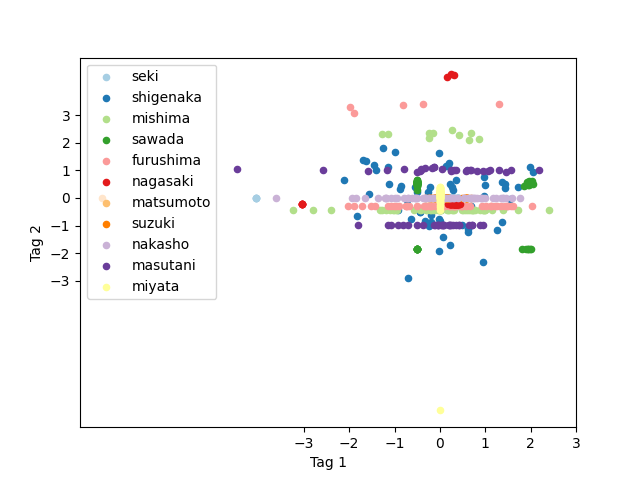 seki
shigenaka
mishima
sawada
furushima
nagasaki
matsumoto
suzuki
nakasho
masutani
miyata
3
2
1
0
−1
−2
−3
Tag 2
−3 −2 −1 0 1 2 3
Tag 1